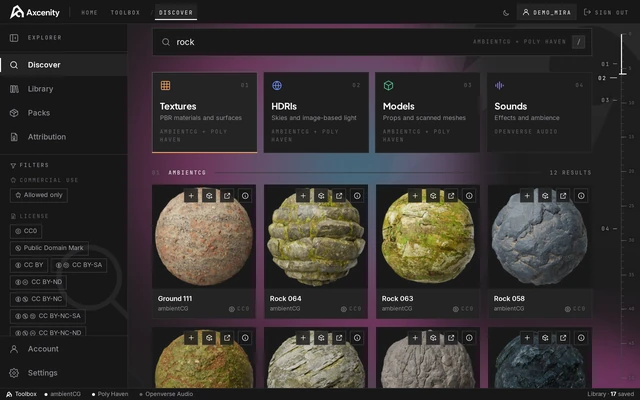 Axcenity
HOME
TOOLBOX / DISCOVER
DEMO_MIRA
SIGN OUT
EXPLORER
Discover
Library
Packs
Attribution
FILTERS
COMMERCIAL USE
Allowed only
LICENSE
CC0
Public Domain Mark
CC BY
CC BY-SA
CC BY-ND
CC BY-NC
CC BY-NC-SA
CC BY-NC-ND
Account
Settings
rock
AMBIENTCG + POLY HAVEN
/
Textures
01
PBR materials and surfaces
AMBIENTCG + POLY HAVEN
HDRIs
02
Skies and image-based light
AMBIENTCG + POLY HAVEN
Models
03
Props and scanned meshes
AMBIENTCG + POLY HAVEN
Sounds
04
Effects and ambience
OPENVERSE AUDIO
01
02
03
04
01 AMBIENTCG
12 RESULTS
Ground 111
ambientCG
CC0
Rock 064
ambientCG
CC0
Rock 063
ambientCG
CC0
Rock 058
ambientCG
CC0
Toolbox
ambientCG
Poly Haven
Openverse Audio
Library · 17 saved